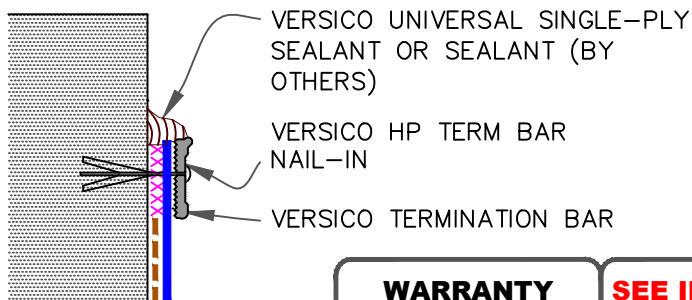 VERSICO UNIVERSAL SINGLE-PLY
SEALANT OR SEALANT (BY
OTHERS)
VERSICO HP TERM BAR
NAIL-IN
VERSICO TERMINATION BAR
WARRANTY
SEE